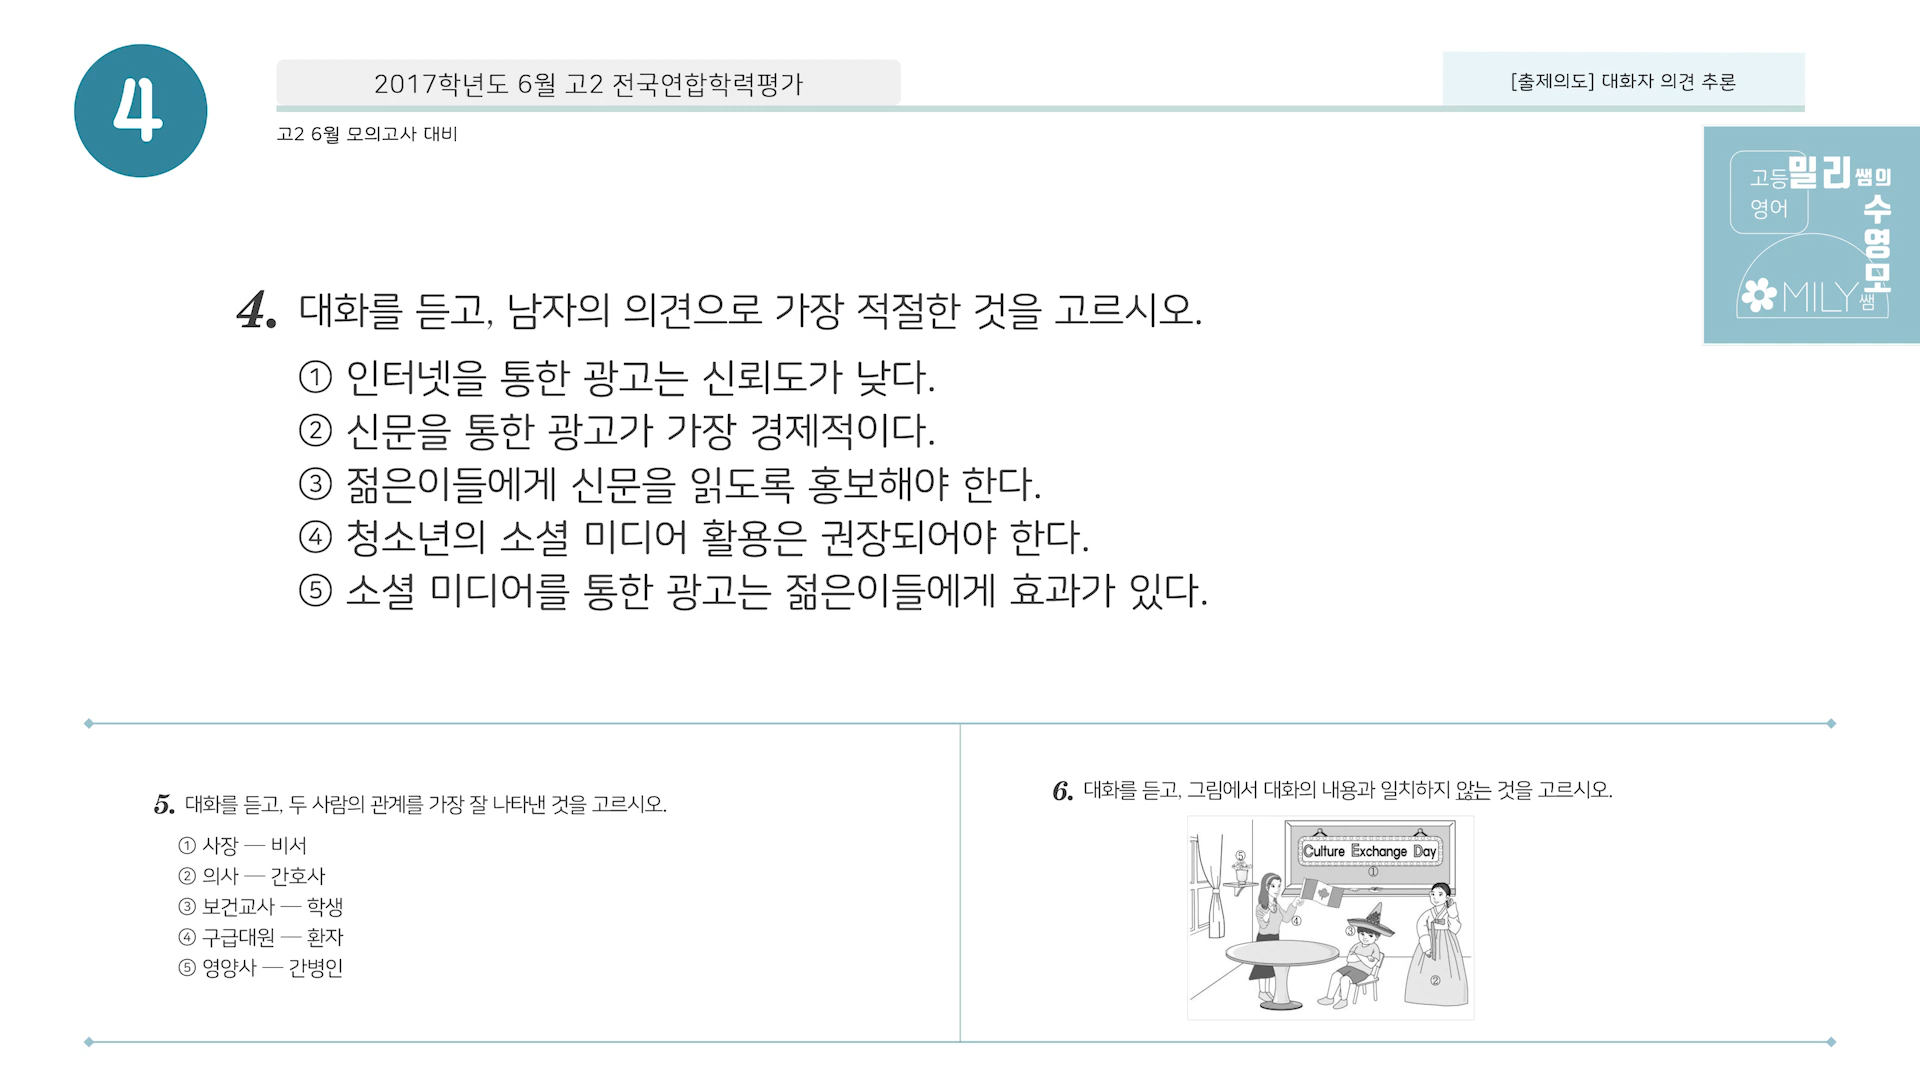 4
2017학년도 6월 고2 전국연합학력평가
[출제의도] 대화자 의견 추론
고2 6월 모의고사 대비
고등 밀리쌤의
영어
수영모
MILY쌤
4. 대화를 듣고, 남자의 의견으로 가장 적절한 것을 고르시오.
① 인터넷을 통한 광고는 신뢰도가 낮다.
② 신문을 통한 광고가 가장 경제적이다.
③ 젊은이들에게 신문을 읽도록 홍보해야 한다.
④ 청소년의 소셜 미디어 활용은 권장되어야 한다.
⑤ 소셜 미디어를 통한 광고는 젊은이들에게 효과가 있다.
5. 대화를 듣고, 두 사람의 관계를 가장 잘 나타낸 것을 고르시오.
① 사장 — 비서
② 의사 — 간호사
③ 보건교사 — 학생
④ 구급대원 — 환자
⑤ 영양사 — 간병인
6. 대화를 듣고, 그림에서 대화의 내용과 일치하지 않는 것을 고르시오.
Culture Exchange Day
①
⑤
④
③
②